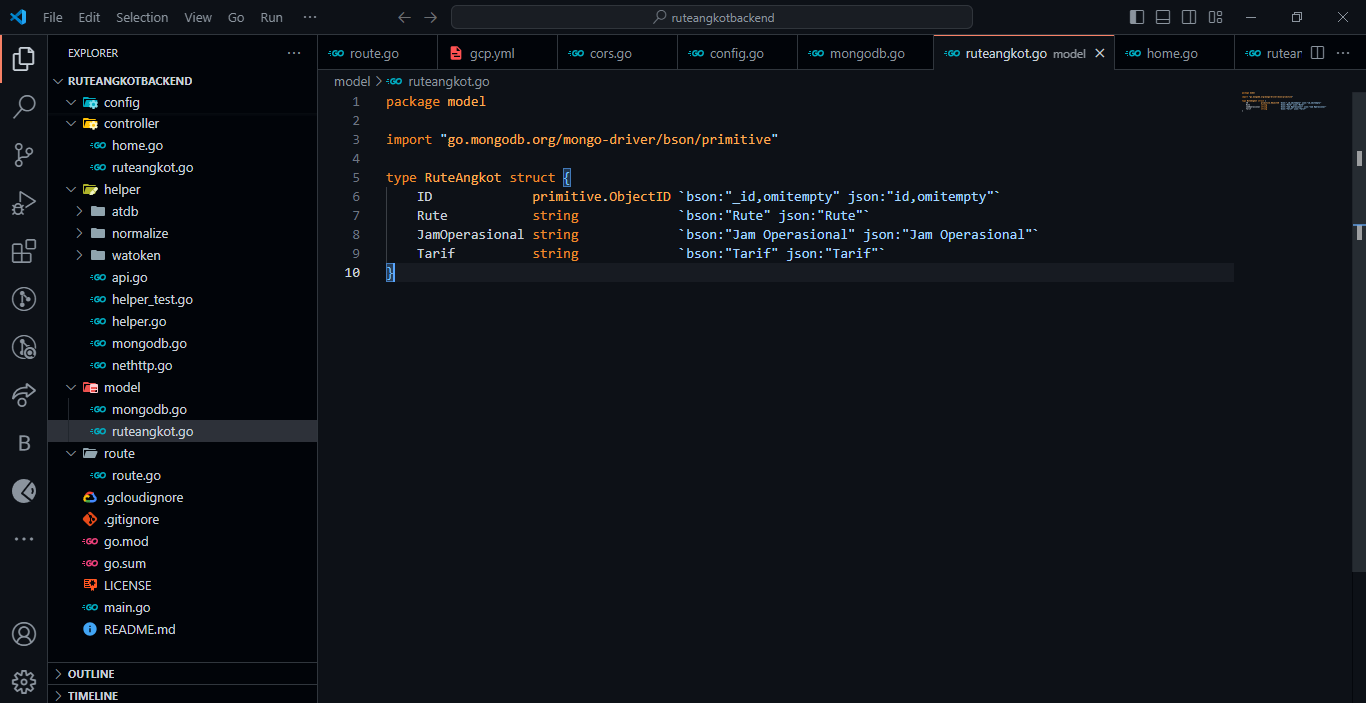 File Edit Selection View Go Run ···
ruteangkotbackend
EXPLORER ···
RUTEANGKOTBACKEND
config
controller
home.go
ruteangkot.go
helper
atdb
normalize
watoken
api.go
helper_test.go
helper.go
mongodb.go
nethttp.go
model
mongodb.go
ruteangkot.go
route
route.go
.gcloudignore
.gitignore
go.mod
go.sum
LICENSE
main.go
README.md
OUTLINE
TIMELINE
route.go gcp.yml cors.go config.go mongodb.go ruteangkot.go model home.go rutear
model > ruteangkot.go
1 package model
2
3 import "go.mongodb.org/mongo-driver/bson/primitive"
4
5 type RuteAngkot struct {
6 ID primitive.ObjectID `bson:"_id,omitempty" json:"id,omitempty"`
7 Rute string `bson:"Rute" json:"Rute"`
8 JamOperasional string `bson:"Jam Operasional" json:"Jam Operasional"`
9 Tarif string `bson:"Tarif" json:"Tarif"`
10 }